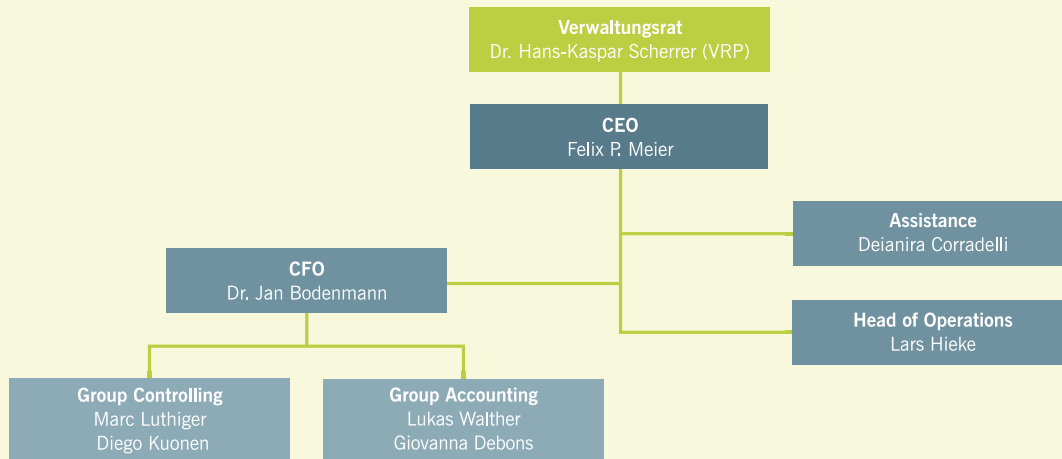 Verwaltungsrat
Dr. Hans-Kaspar Scherrer (VRP)
CEO
Felix P. Meier
Assistance
Deianira Corradelli
CFO
Dr. Jan Bodenmann
Head of Operations
Lars Hieke
Group Controlling
Marc Luthiger
Diego Kuonen
Group Accounting
Lukas Walther
Giovanna Debons